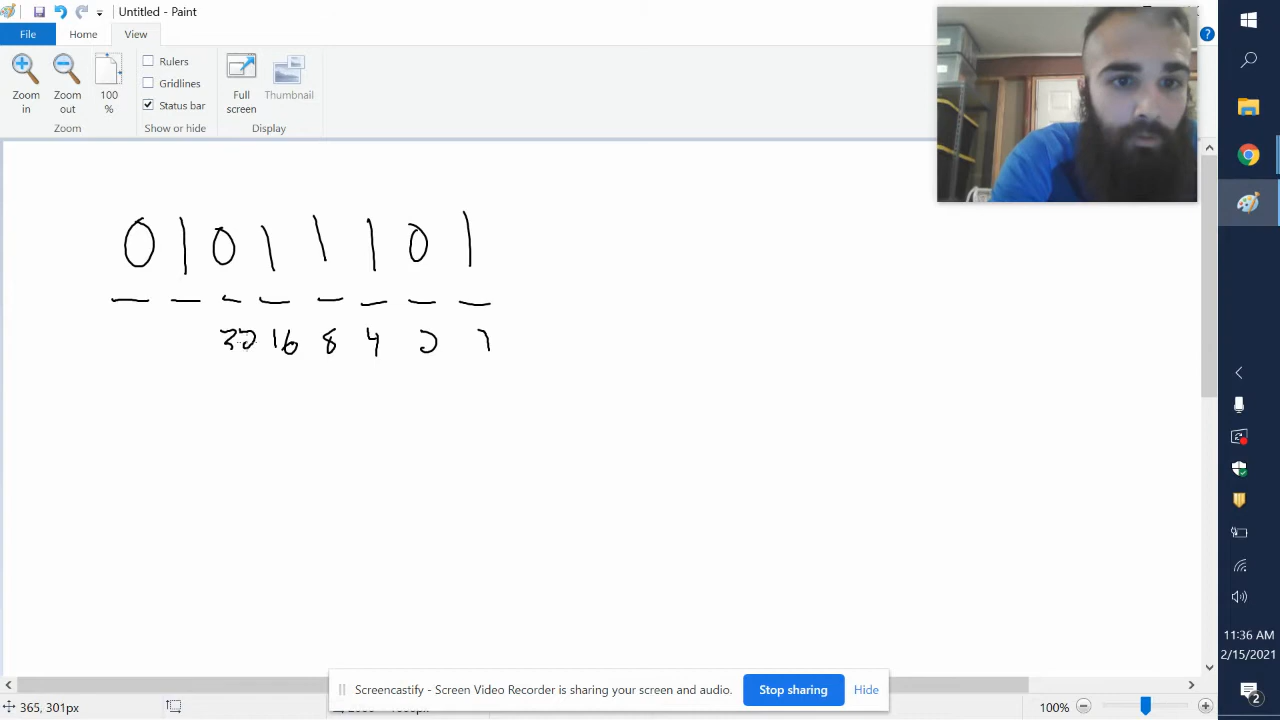 Untitled - Paint
File Home View
Rulers
Gridlines
Status bar
Zoom in
Zoom out
100 %
Full screen
Thumbnail
Zoom
Show or hide
Display
0 1 0 1 1 1 0 1
32 16 8 4 2 1
Screencastify - Screen Video Recorder is sharing your screen and audio.
Stop sharing
Hide
365, 301px
100%
11:36 AM
2/15/2021
2